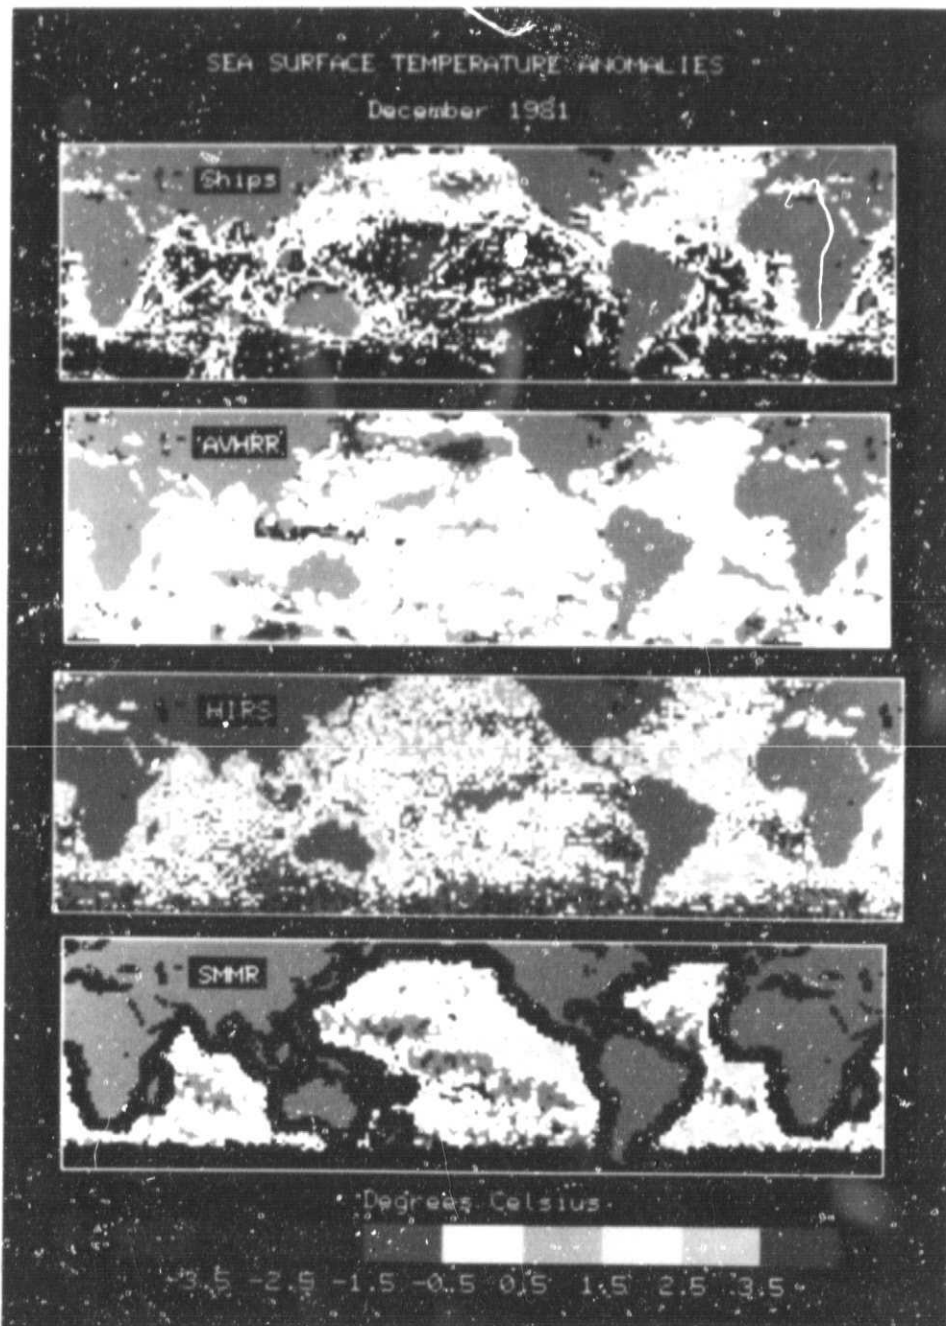 SEA SURFACE TEMPERATURE ANOMALIES
December 1981
Ships
AVHRR
HIRS
SMMR
Degrees Celsius
-3.5 -2.5 -1.5 -0.5 0.5 1.5 2.5 3.5